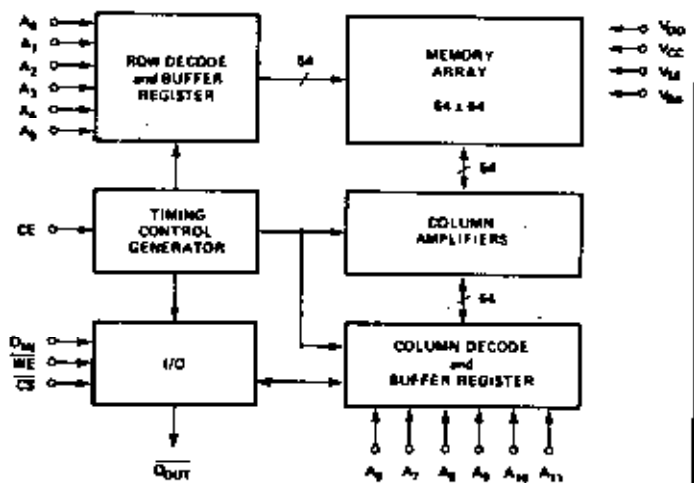 A0
A1
A2
A3
A4
A5
ROW DECODE
and BUFFER
REGISTER
64
MEMORY
ARRAY
64 x 64
VDD
VCC
VSS
VBB
64
CE
TIMING
CONTROL
GENERATOR
COLUMN
AMPLIFIERS
64
DIN
WE
CS
I/O
COLUMN DECODE
and
BUFFER REGISTER
DOUT
A6
A7
A8
A9
A10
A11